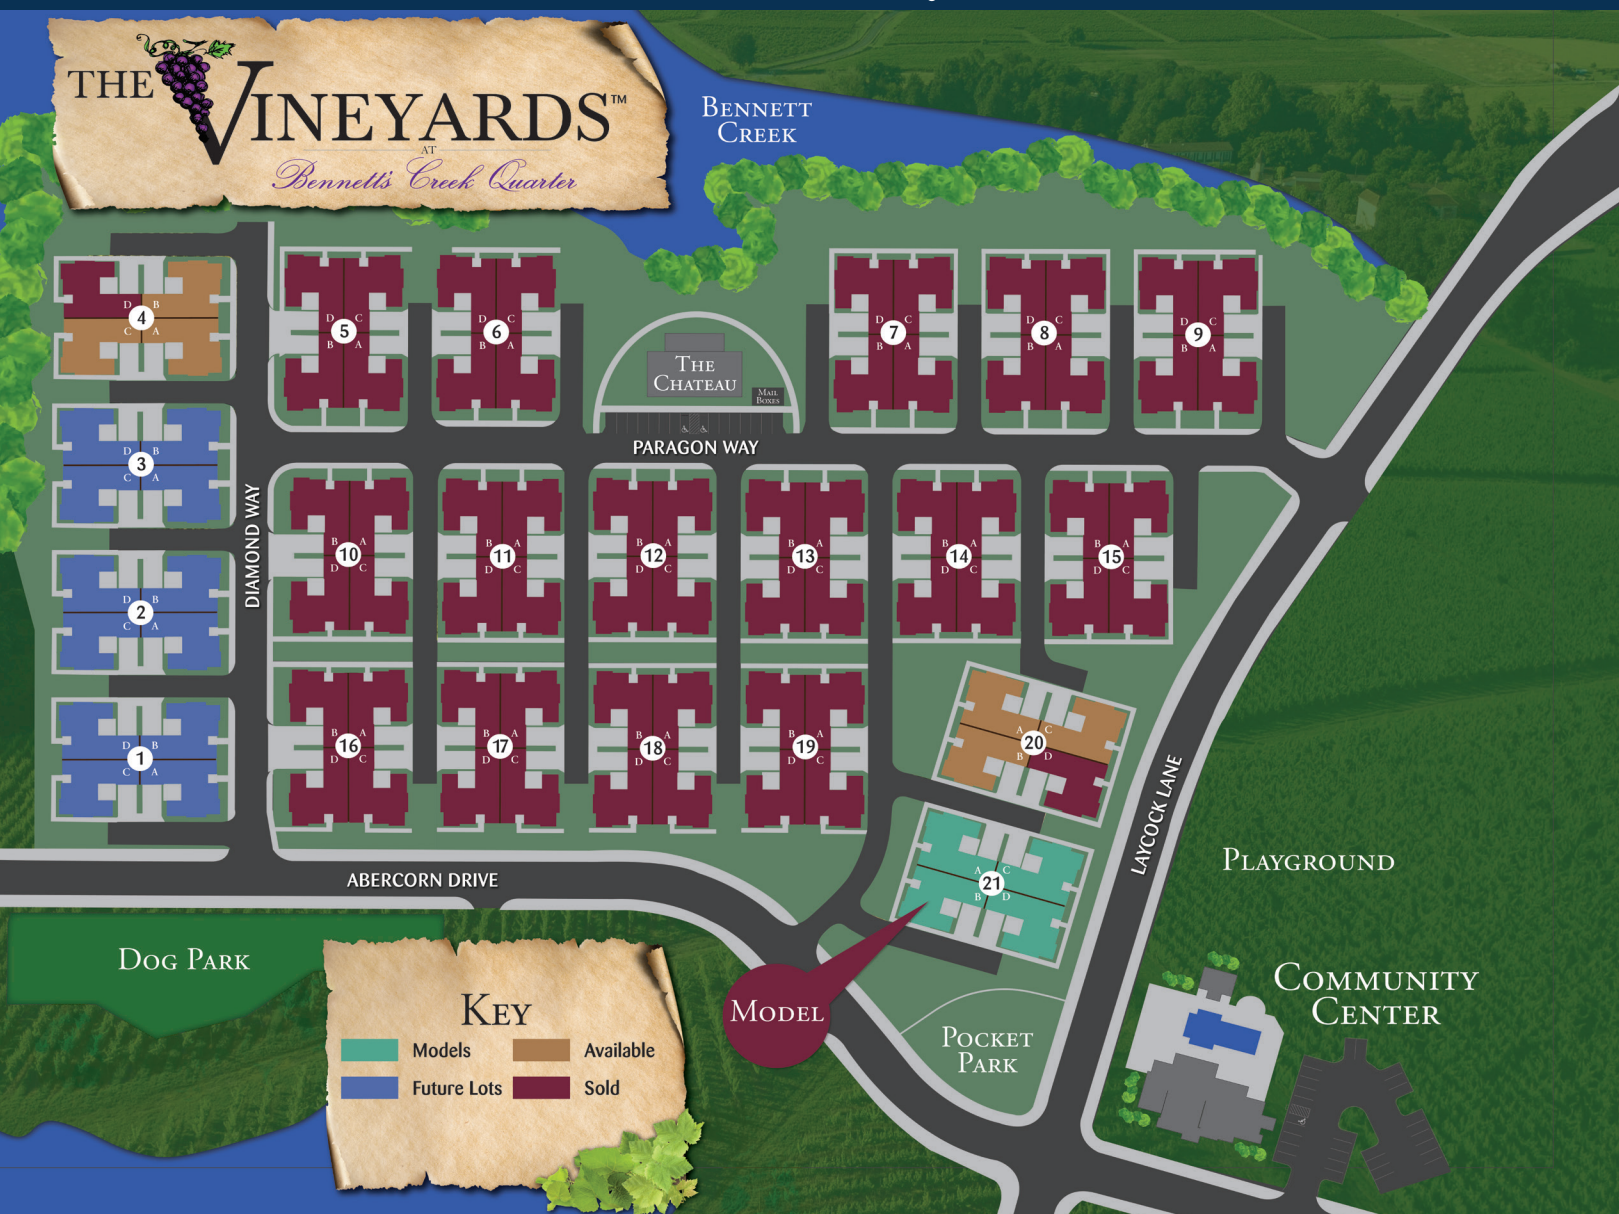 THE VINEYARDS™
AT
Bennett's Creek Quarter
BENNETT
CREEK
D B
4
C A
D C
5
B A
D C
6
B A
THE
CHATEAU
MAIL
BOXES
D C
7
B A
D C
8
B A
D C
9
B A
PARAGON WAY
DIAMOND WAY
D B
3
C A
D B
2
C A
D B
1
C A
B A
10
D C
B A
11
D C
B A
12
D C
B A
13
D C
B A
14
D C
B A
15
D C
B A
16
D C
B A
17
D C
B A
18
D C
B A
19
D C
A C
20
B D
A C
21
B D
LAYCOCK LANE
ABERCORN DRIVE
PLAYGROUND
DOG PARK
COMMUNITY
CENTER
MODEL
POCKET
PARK
KEY
Models
Available
Future Lots
Sold